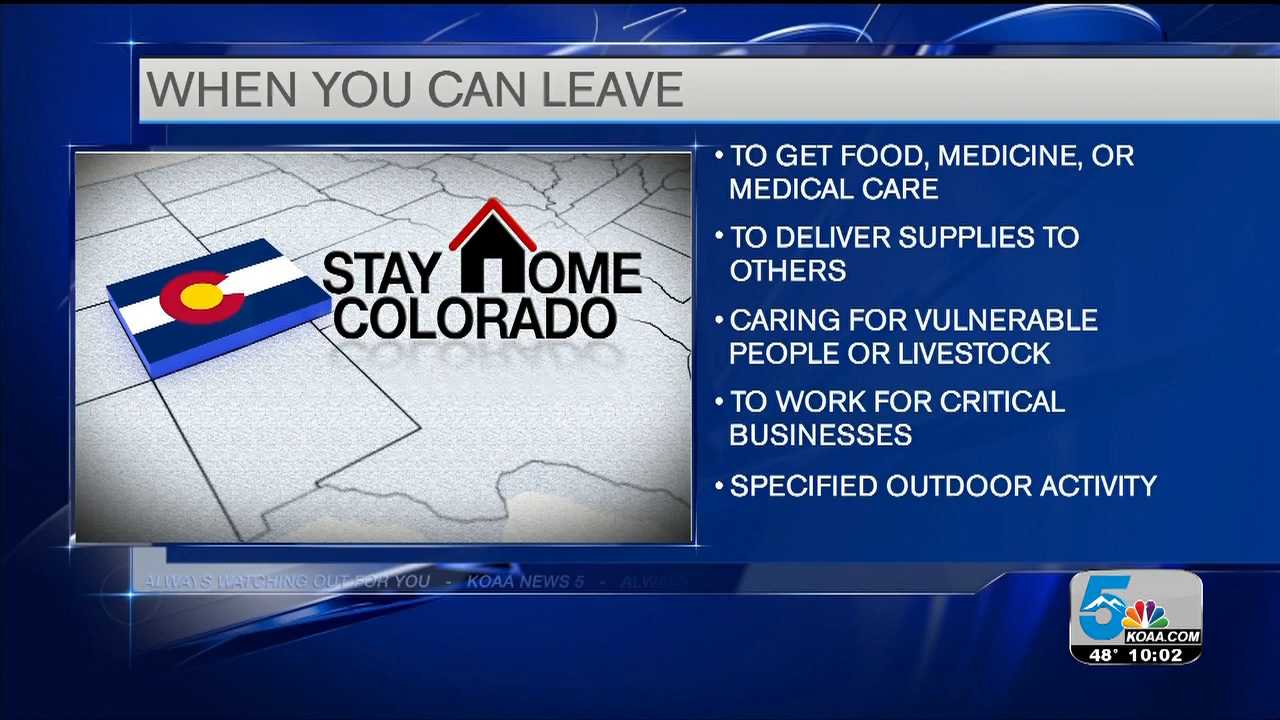 WHEN YOU CAN LEAVE
STAY HOME
COLORADO
• TO GET FOOD, MEDICINE, OR
MEDICAL CARE
• TO DELIVER SUPPLIES TO
OTHERS
• CARING FOR VULNERABLE
PEOPLE OR LIVESTOCK
• TO WORK FOR CRITICAL
BUSINESSES
• SPECIFIED OUTDOOR ACTIVITY
ALWAYS WATCHING OUT FOR YOU - KOAA NEWS 5 - ALWAYS
5
KOAA.COM
48° 10:02